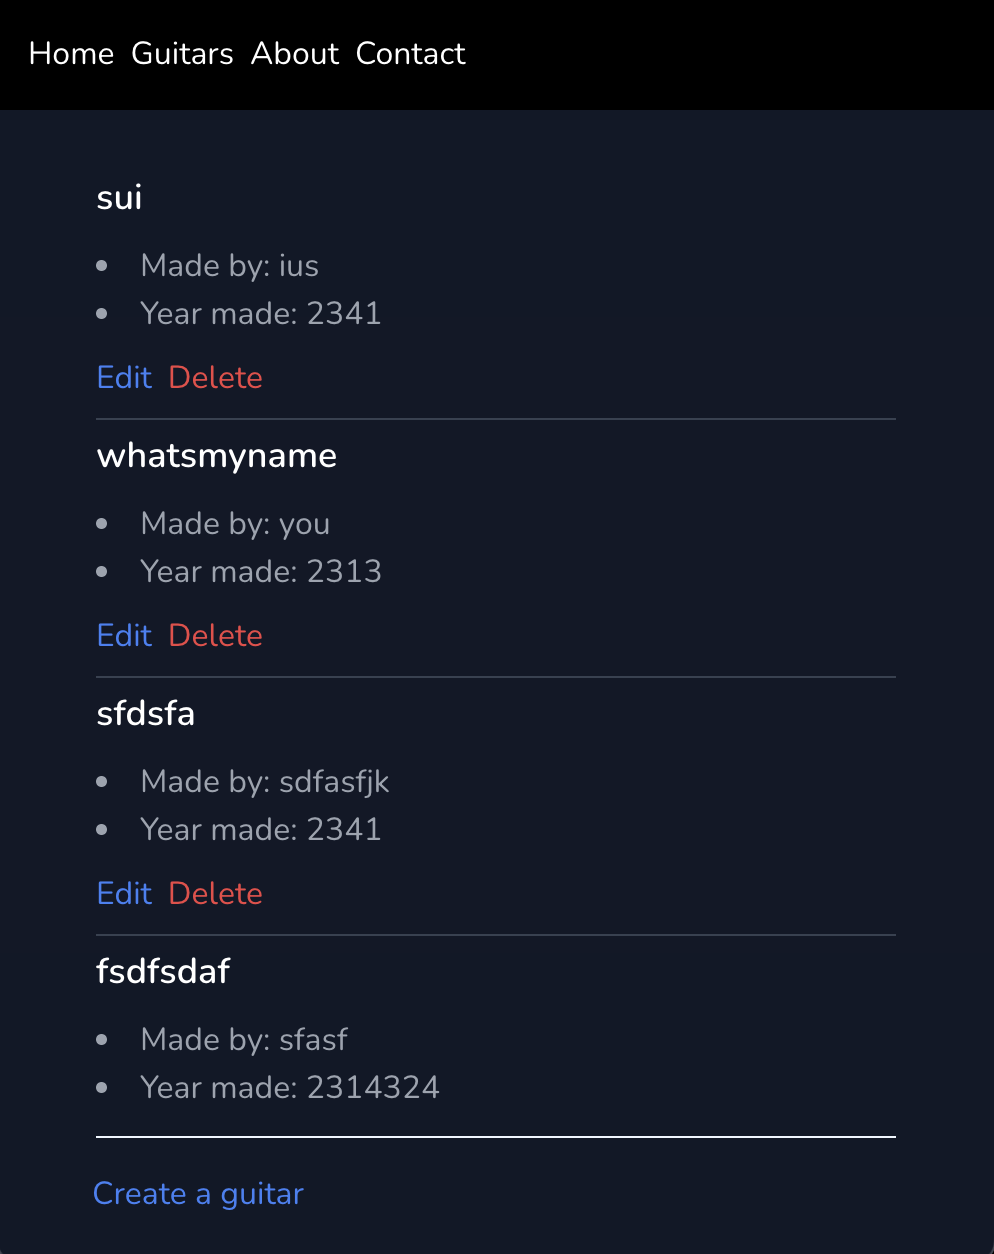 Home Guitars About Contact
sui
Made by: ius
Year made: 2341
Edit Delete
whatsmyname
Made by: you
Year made: 2313
Edit Delete
sfdsfa
Made by: sdfasfjk
Year made: 2341
Edit Delete
fsdfsdaf
Made by: sfasf
Year made: 2314324
Create a guitar